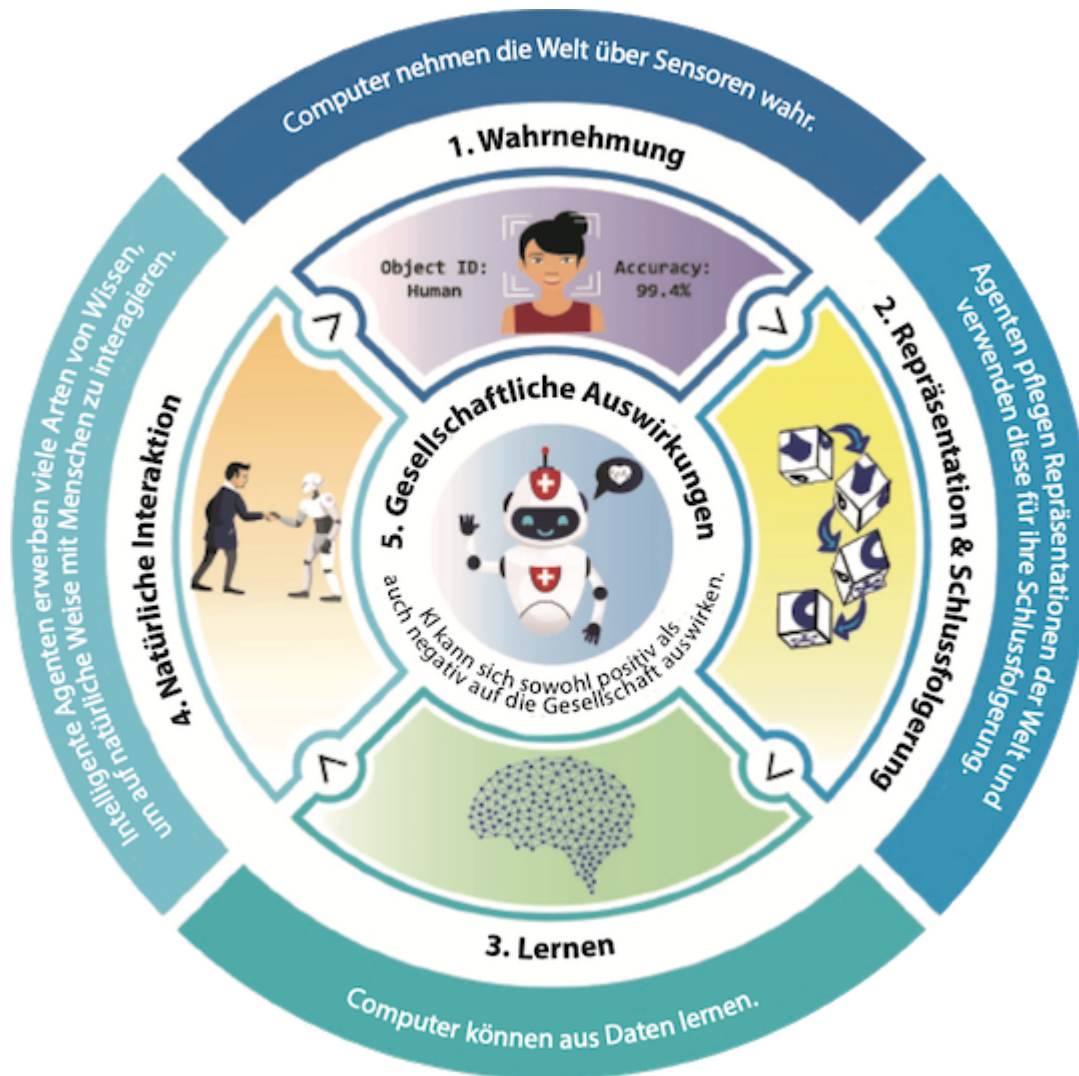 Computer nehmen die Welt über Sensoren wahr.
1. Wahrnehmung
Object ID:
Human
Accuracy:
99.4%
Agenten pflegen Repräsentationen der Welt und
verwenden diese für ihre Schlussfolgerung.
2. Repräsentation & Schlussfolgerung
3. Lernen
Computer können aus Daten lernen.
Intelligente Agenten erwerben viele Arten von Wissen,
um auf natürliche Weise mit Menschen zu interagieren.
4. Natürliche Interaktion
5. Gesellschaftliche Auswirkungen
KI kann sich sowohl positiv als
auch negativ auf die Gesellschaft auswirken.